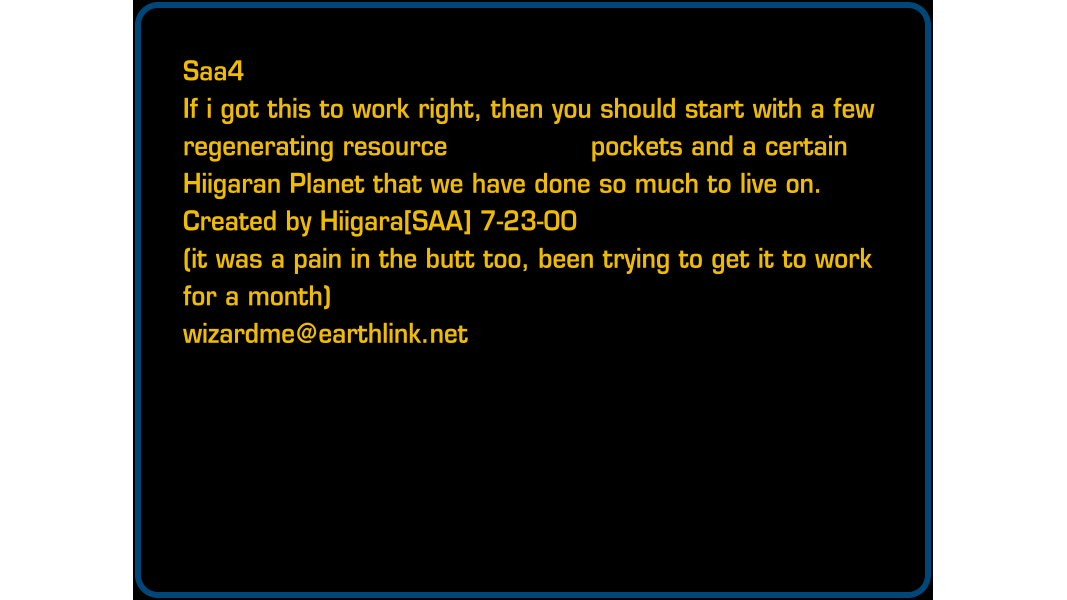 Saa4
If i got this to work right, then you should start with a few
regenerating resource pockets and a certain
Hiigaran Planet that we have done so much to live on.
Created by Hiigara[SAA] 7-23-00
(it was a pain in the butt too, been trying to get it to work
for a month)
wizardme@earthlink.net